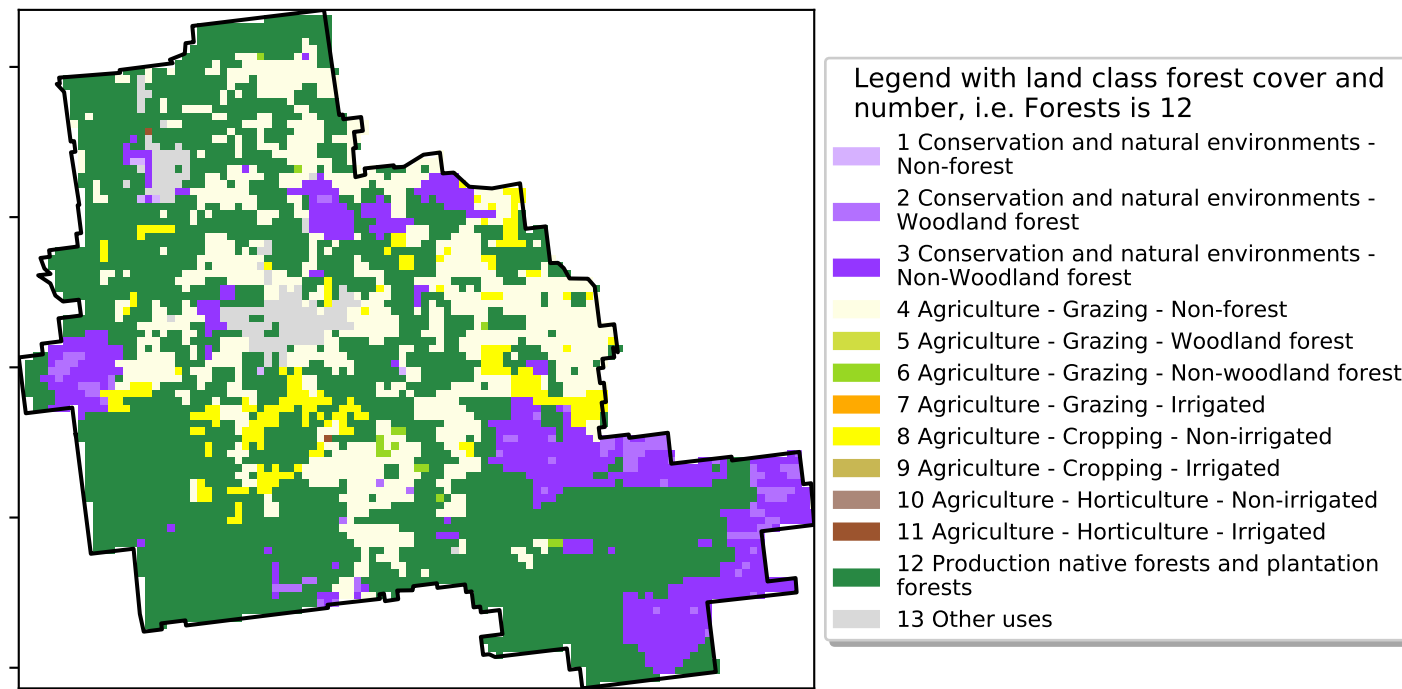 Legend with land class forest cover and
number, i.e. Forests is 12
1 Conservation and natural environments -
Non-forest
2 Conservation and natural environments -
Woodland forest
3 Conservation and natural environments -
Non-Woodland forest
4 Agriculture - Grazing - Non-forest
5 Agriculture - Grazing - Woodland forest
6 Agriculture - Grazing - Non-woodland forest
7 Agriculture - Grazing - Irrigated
8 Agriculture - Cropping - Non-irrigated
9 Agriculture - Cropping - Irrigated
10 Agriculture - Horticulture - Non-irrigated
11 Agriculture - Horticulture - Irrigated
12 Production native forests and plantation
forests
13 Other uses